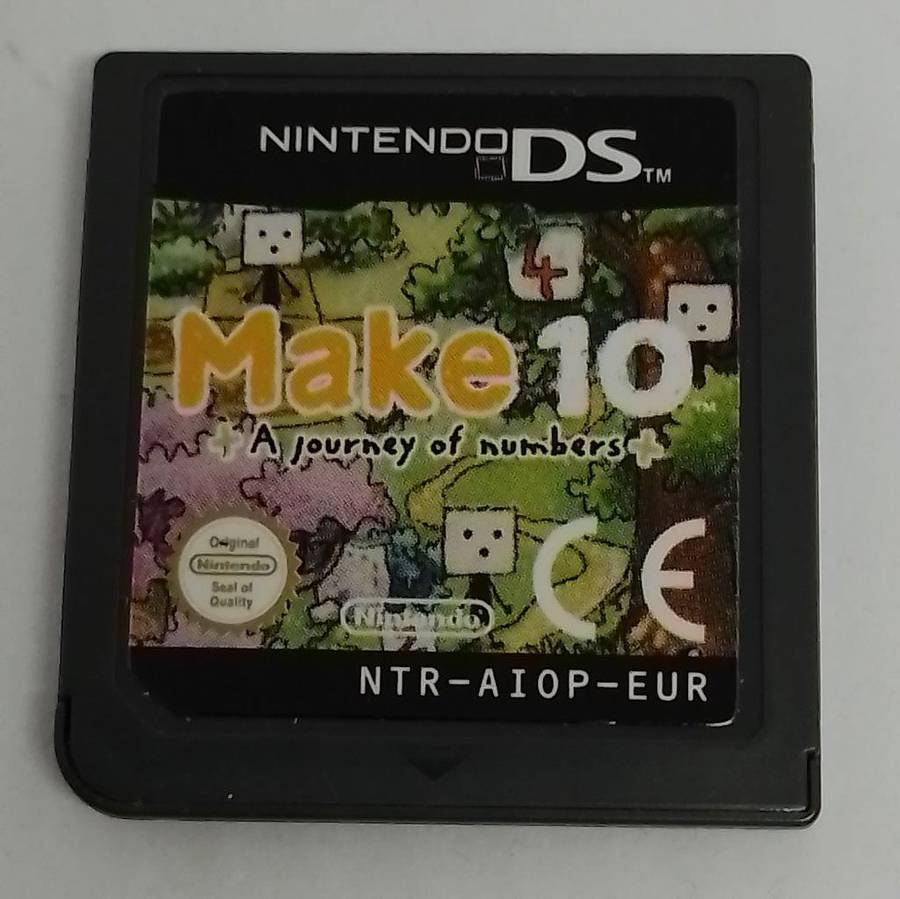 NINTENDO DS TM
4
Make 10 TM
+ A journey of numbers +
Original
Nintendo
Seal of
Quality
Nintendo
CE
NTR-AIOP-EUR